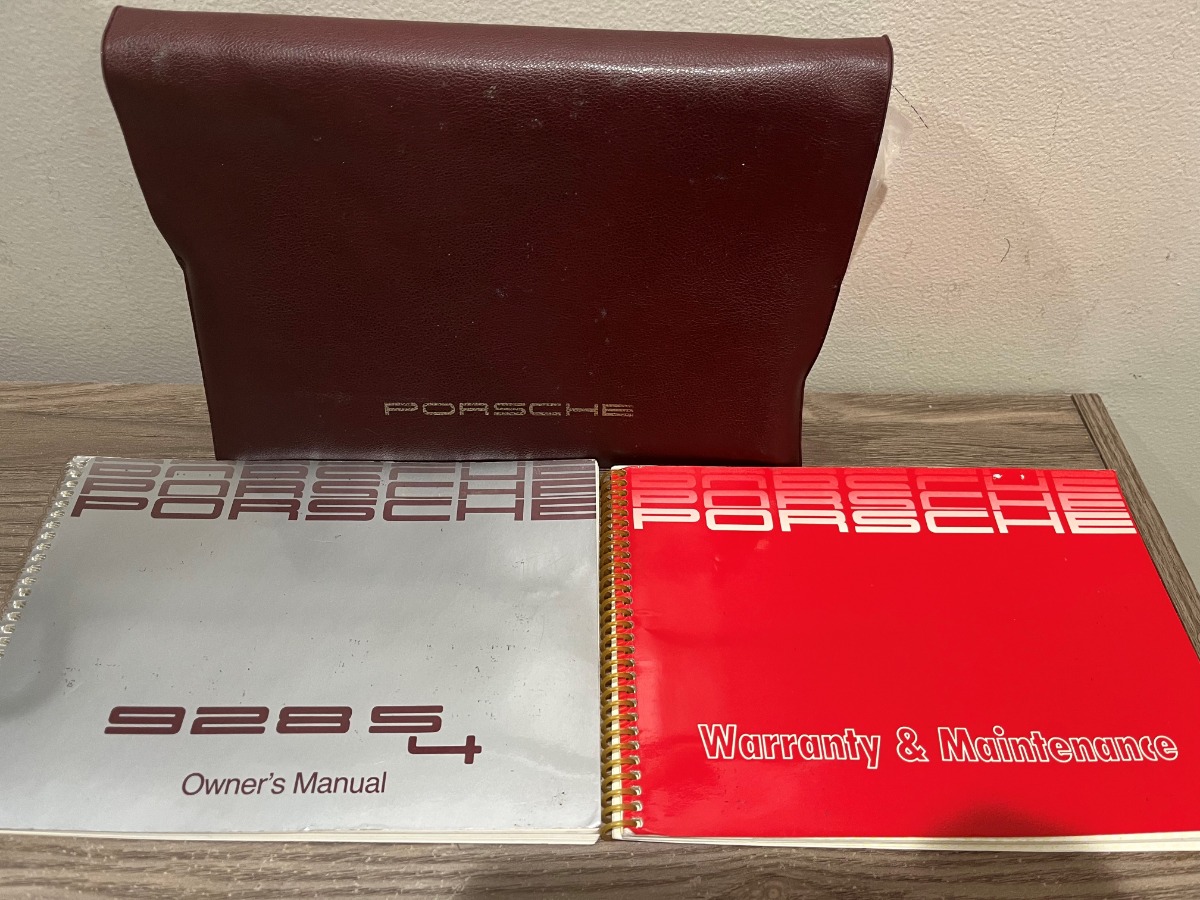 PORSCHE
PORSCHE
PORSCHE
PORSCHE
928 S4
Owner's Manual
PORSCHE
PORSCHE
PORSCHE
Warranty & Maintenance